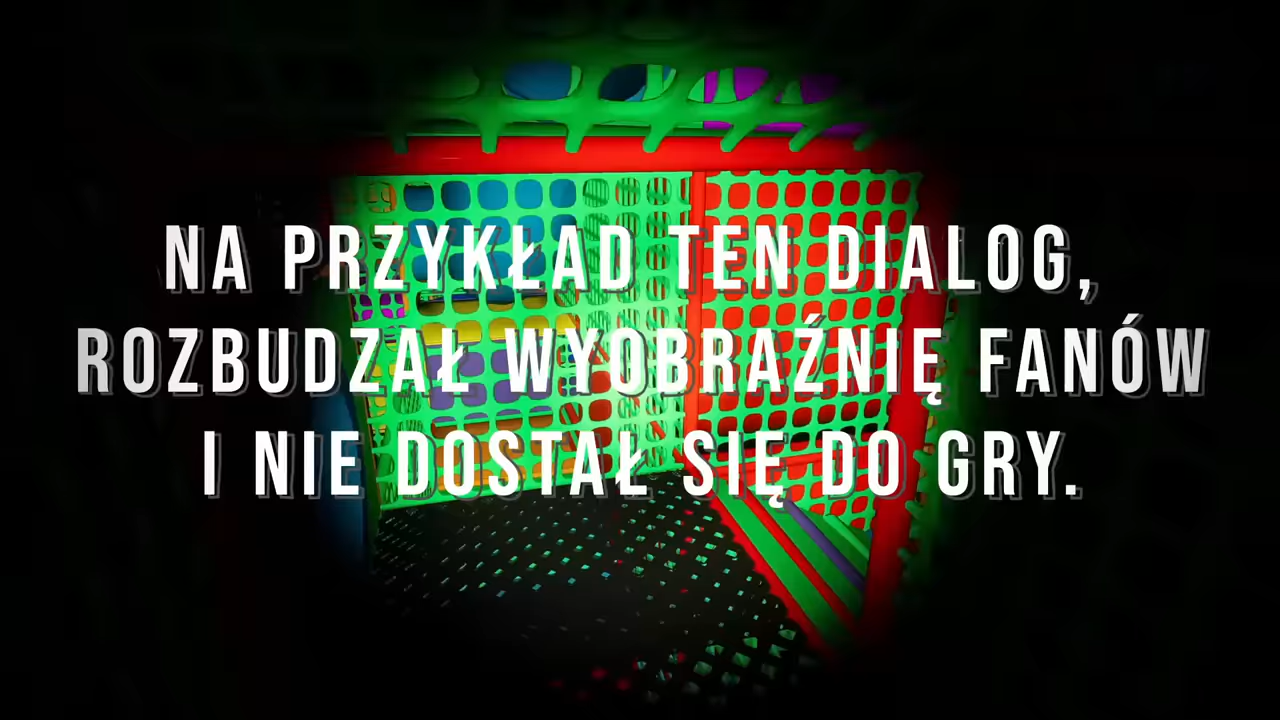 NA PRZYKŁAD TEN DIALOG,
ROZBUDZAŁ WYOBRAŹNIĘ FANÓW
I NIE DOSTAŁ SIĘ DO GRY.